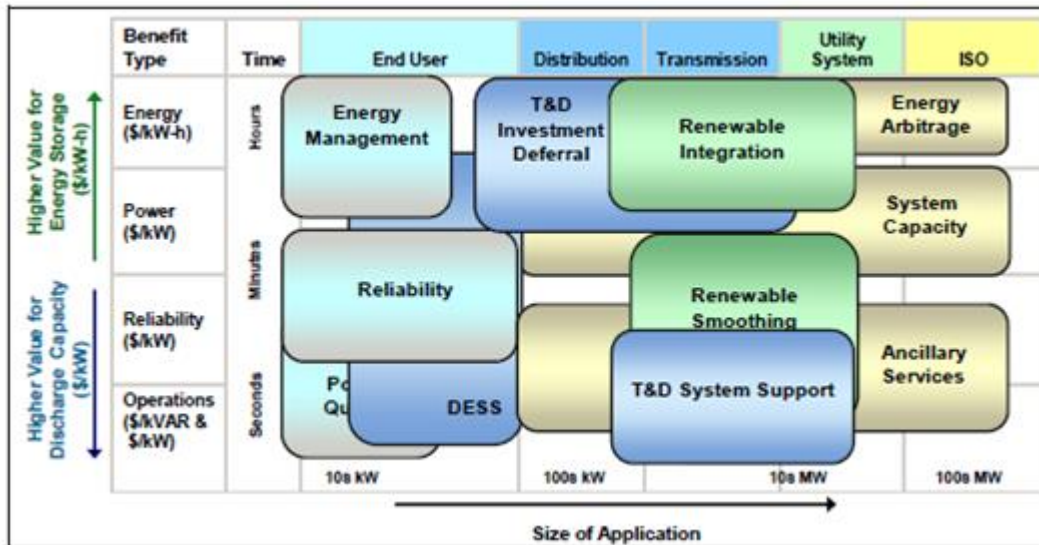 Benefit
Type
Time
End User
Distribution
Transmission
Utility
System
ISO
Higher Value for
Energy Storage
($/kW-h)
Higher Value for
Discharge Capacity
($/kW)
Energy
($/kW-h)
Power
($/kW)
Reliability
($/kW)
Operations
($/kVAR &
$/kW)
Hours
Minutes
Seconds
Energy
Management
T&D
Investment
Deferral
Renewable
Integration
Energy
Arbitrage
System
Capacity
Reliability
Renewable
Smoothing
Ancillary
Services
T&D System Support
DESS
10s kW
100s kW
10s MW
100s MW
Size of Application